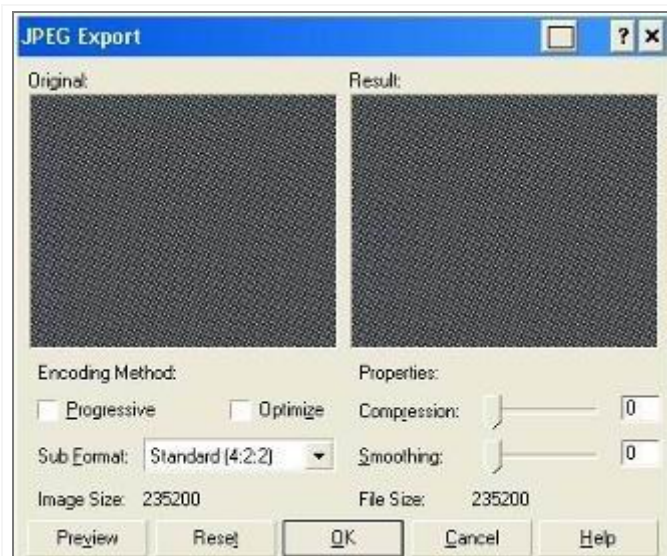 JPEG Export
Original: Result:
Encoding Method: Properties:
Progressive Optimize Compression: 0
Sub Format: Standard (4:2:2) Smoothing: 0
Image Size: 235200 File Size: 235200
Preview Reset OK Cancel Help